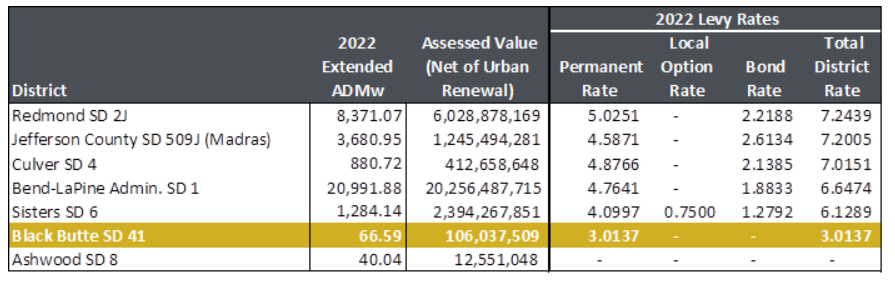 2022 Levy Rates
2022 Assessed Value Local Total
Extended (Net of Urban Permanent Option Bond District
District ADMw Renewal) Rate Rate Rate Rate
Redmond SD 2J 8,371.07 6,028,878,169 5.0251 - 2.2188 7.2439
Jefferson County SD 509J (Madras) 3,680.95 1,245,494,281 4.5871 - 2.6134 7.2005
Culver SD 4 880.72 412,658,648 4.8766 - 2.1385 7.0151
Bend-LaPine Admin. SD 1 20,991.88 20,256,487,715 4.7641 - 1.8833 6.6474
Sisters SD 6 1,284.14 2,394,267,851 4.0997 0.7500 1.2792 6.1289
Black Butte SD 41 66.59 106,037,509 3.0137 - - 3.0137
Ashwood SD 8 40.04 12,551,048 - - - -